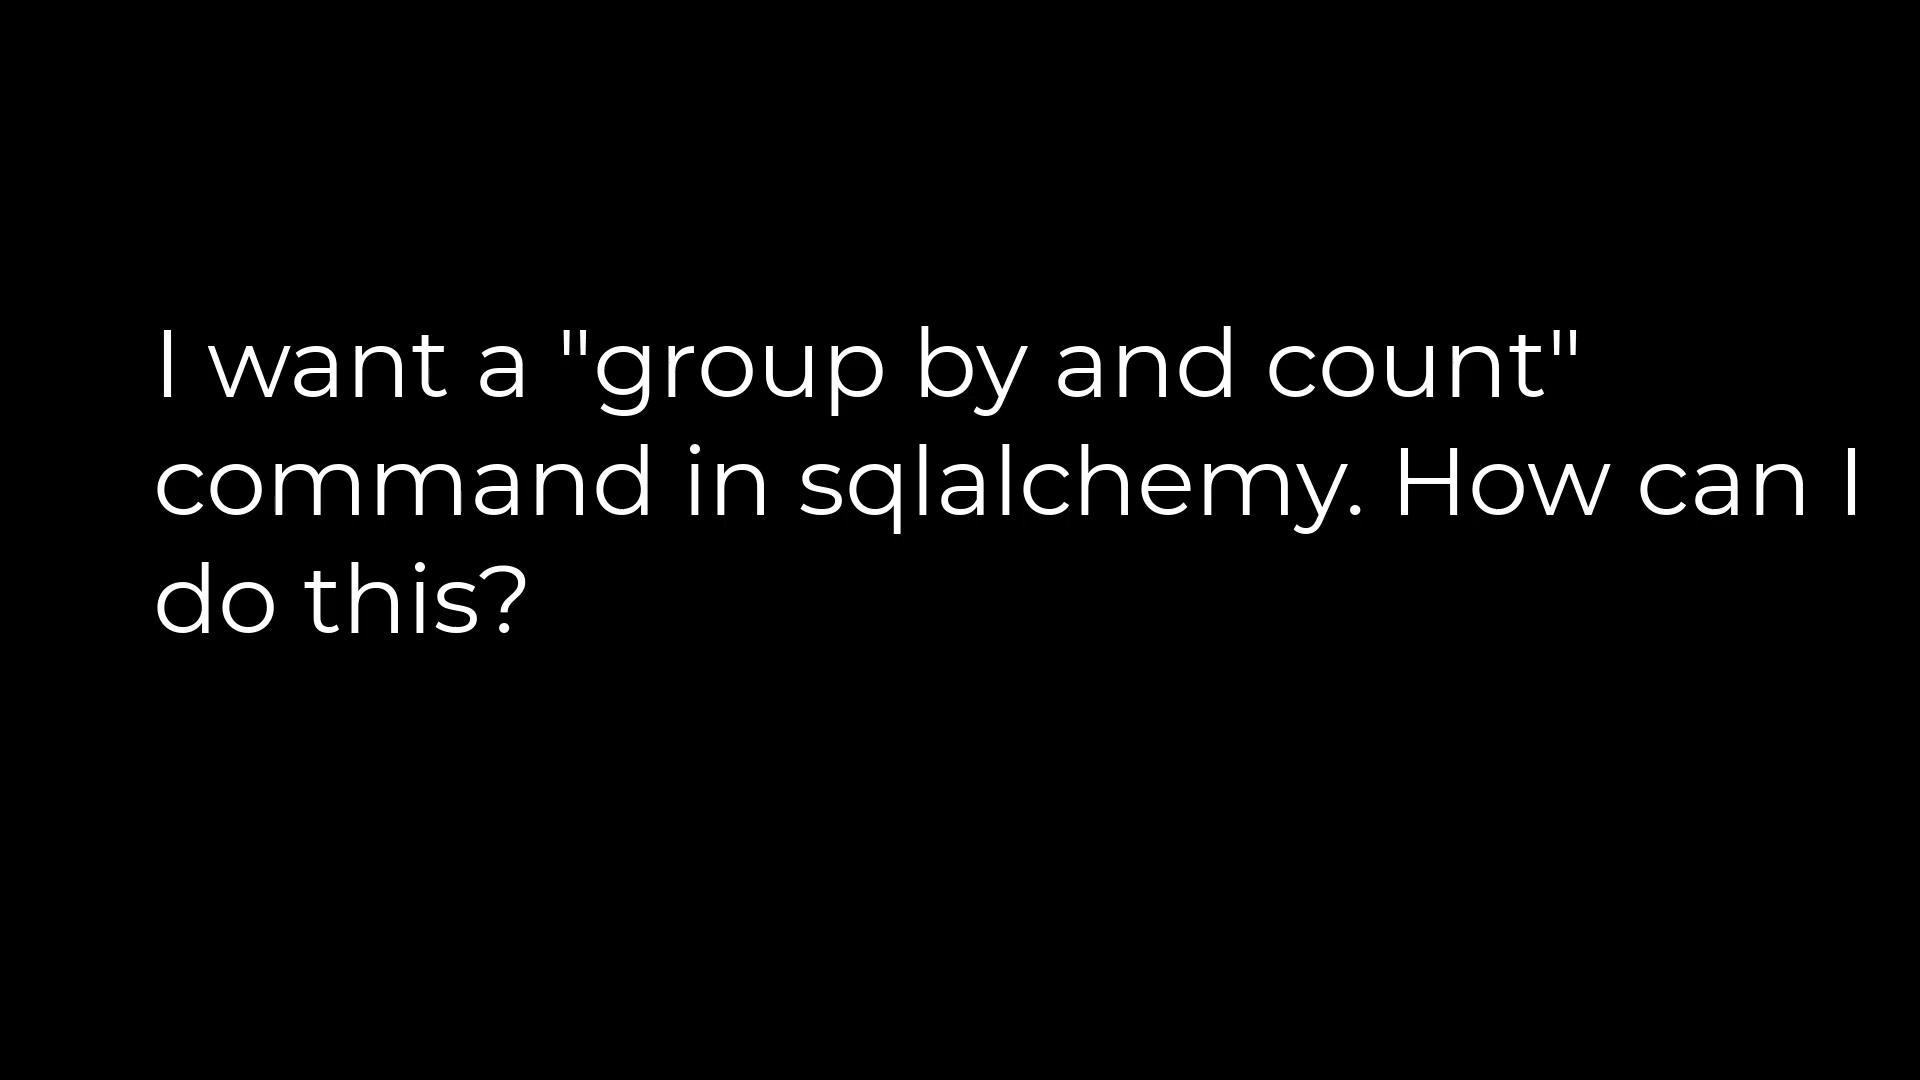 I want a "group by and count"
command in sqlalchemy. How can I
do this?